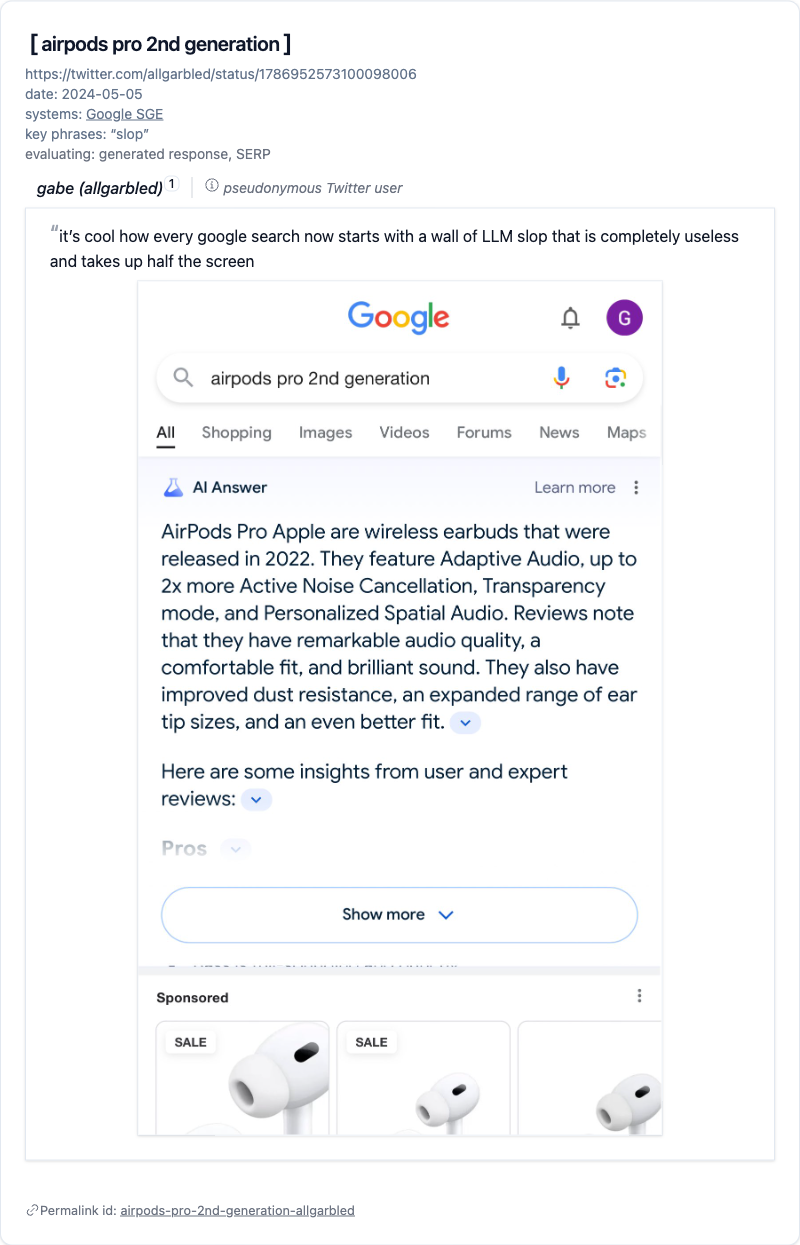 [ airpods pro 2nd generation ]
https://twitter.com/allgarbled/status/1786952573100098006
date: 2024-05-05
systems: Google SGE
key phrases: “slop”
evaluating: generated response, SERP
gabe (allgarbled) 1 pseudonymous Twitter user
“it’s cool how every google search now starts with a wall of LLM slop that is completely useless
and takes up half the screen
Google G
airpods pro 2nd generation
All Shopping Images Videos Forums News Maps
AI Answer Learn more
AirPods Pro Apple are wireless earbuds that were
released in 2022. They feature Adaptive Audio, up to
2x more Active Noise Cancellation, Transparency
mode, and Personalized Spatial Audio. Reviews note
that they have remarkable audio quality, a
comfortable fit, and brilliant sound. They also have
improved dust resistance, an expanded range of ear
tip sizes, and an even better fit.
Here are some insights from user and expert
reviews:
Pros
Show more
Sponsored
SALE SALE
Permalink id: airpods-pro-2nd-generation-allgarbled